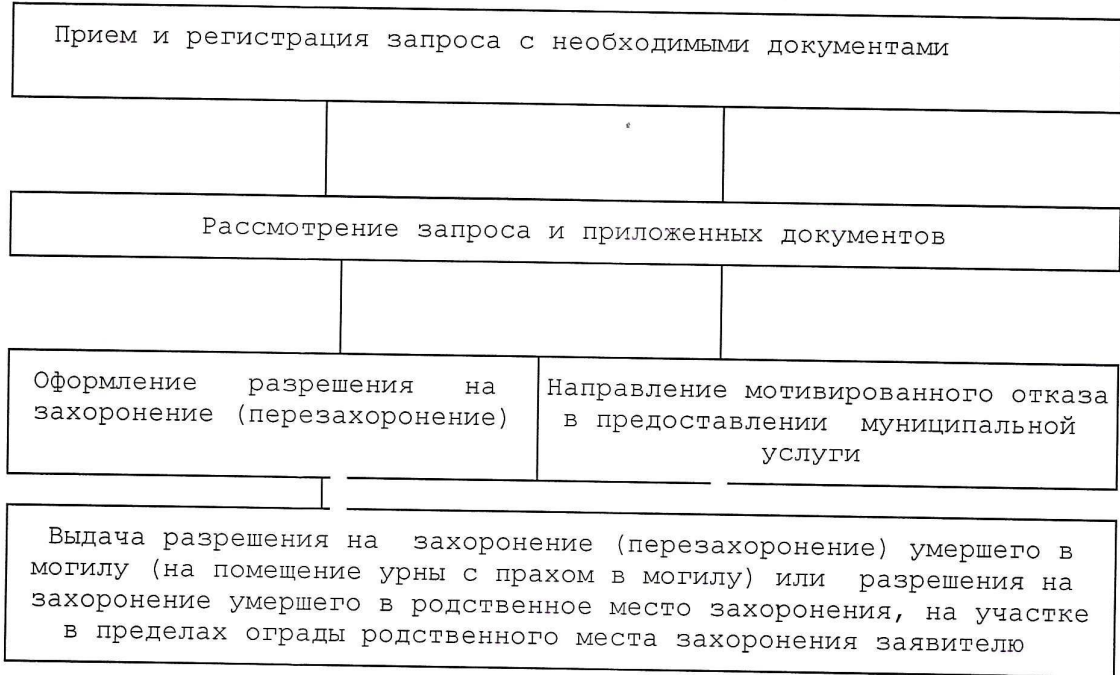 Прием и регистрация запроса с необходимыми документами
Рассмотрение запроса и приложенных документов
Оформление разрешения на
захоронение (перезахоронение)
Направление мотивированного отказа
в предоставлении муниципальной
услуги
Выдача разрешения на захоронение (перезахоронение) умершего в
могилу (на помещение урны с прахом в могилу) или разрешения на
захоронение умершего в родственное место захоронения, на участке
в пределах ограды родственного места захоронения заявителю